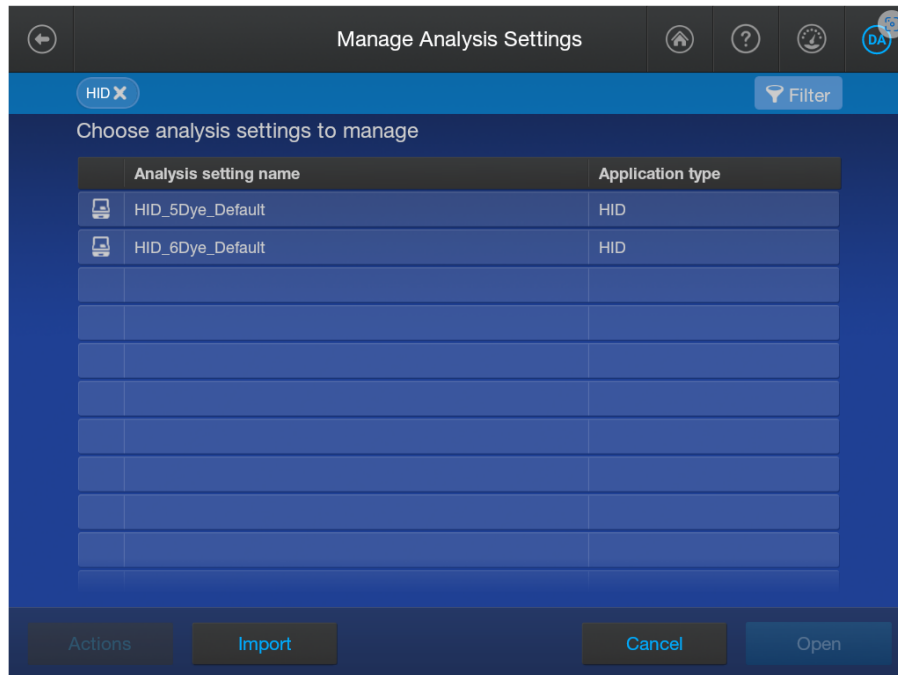 Manage Analysis Settings
?
DA
HID
Filter
Choose analysis settings to manage
Analysis setting name Application type
HID_5Dye_Default HID
HID_6Dye_Default HID
Actions Import Cancel Open